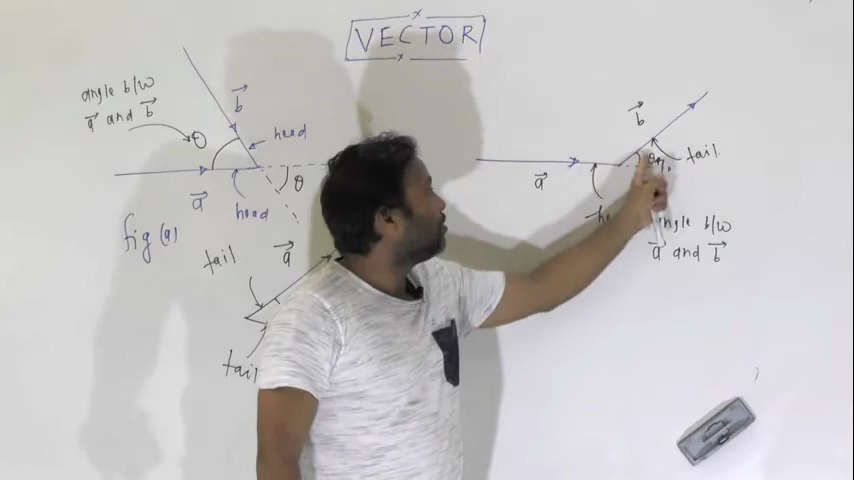 VECTOR
angle b/w
a⃗ and b⃗
θ
b⃗
head
a⃗
head
θ
fig (a)
tail
a⃗
tail
b⃗
tail
a⃗
angle b/w
a⃗ and b⃗